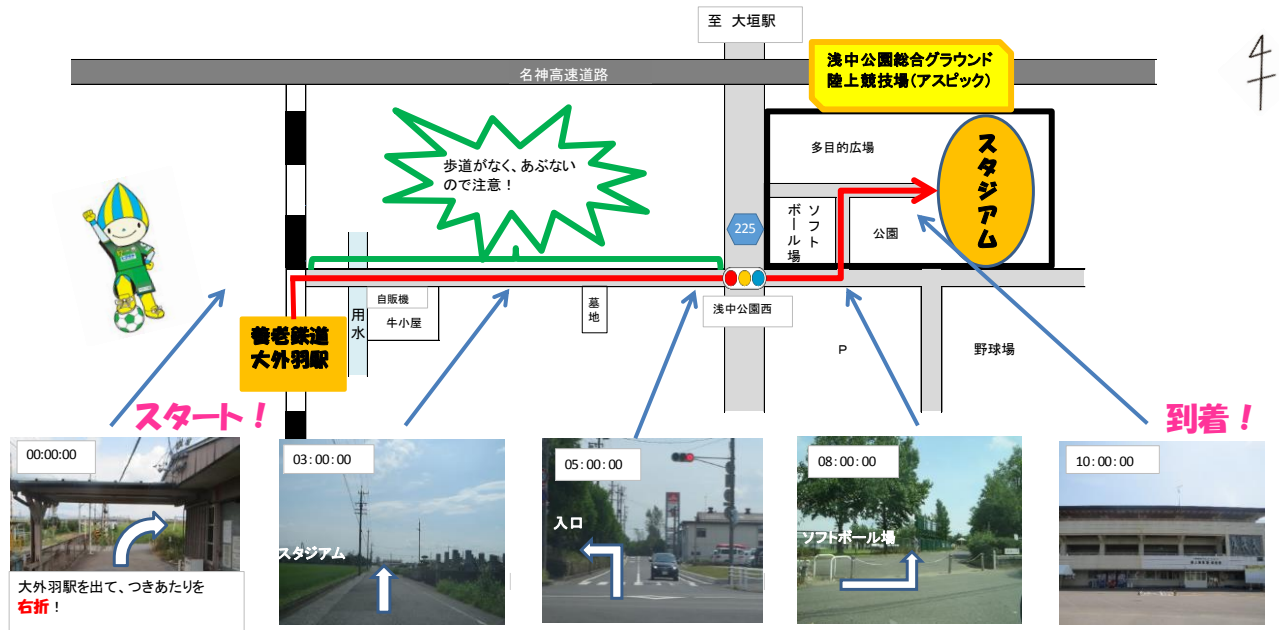 至 大垣駅
浅中公園総合グラウンド
陸上競技場(アスピック)
名神高速道路
歩道がなく、あぶない
ので注意！
多目的広場
スタジアム
225
ソフト
ボール場
公園
養老鉄道
大外羽駅
用水
自販機
牛小屋
墓地
浅中公園西
P
野球場
スタート！
到着！
00:00:00
大外羽駅を出て、つきあたりを
右折！
03:00:00
スタジアム
05:00:00
入口
08:00:00
ソフトボール場
10:00:00